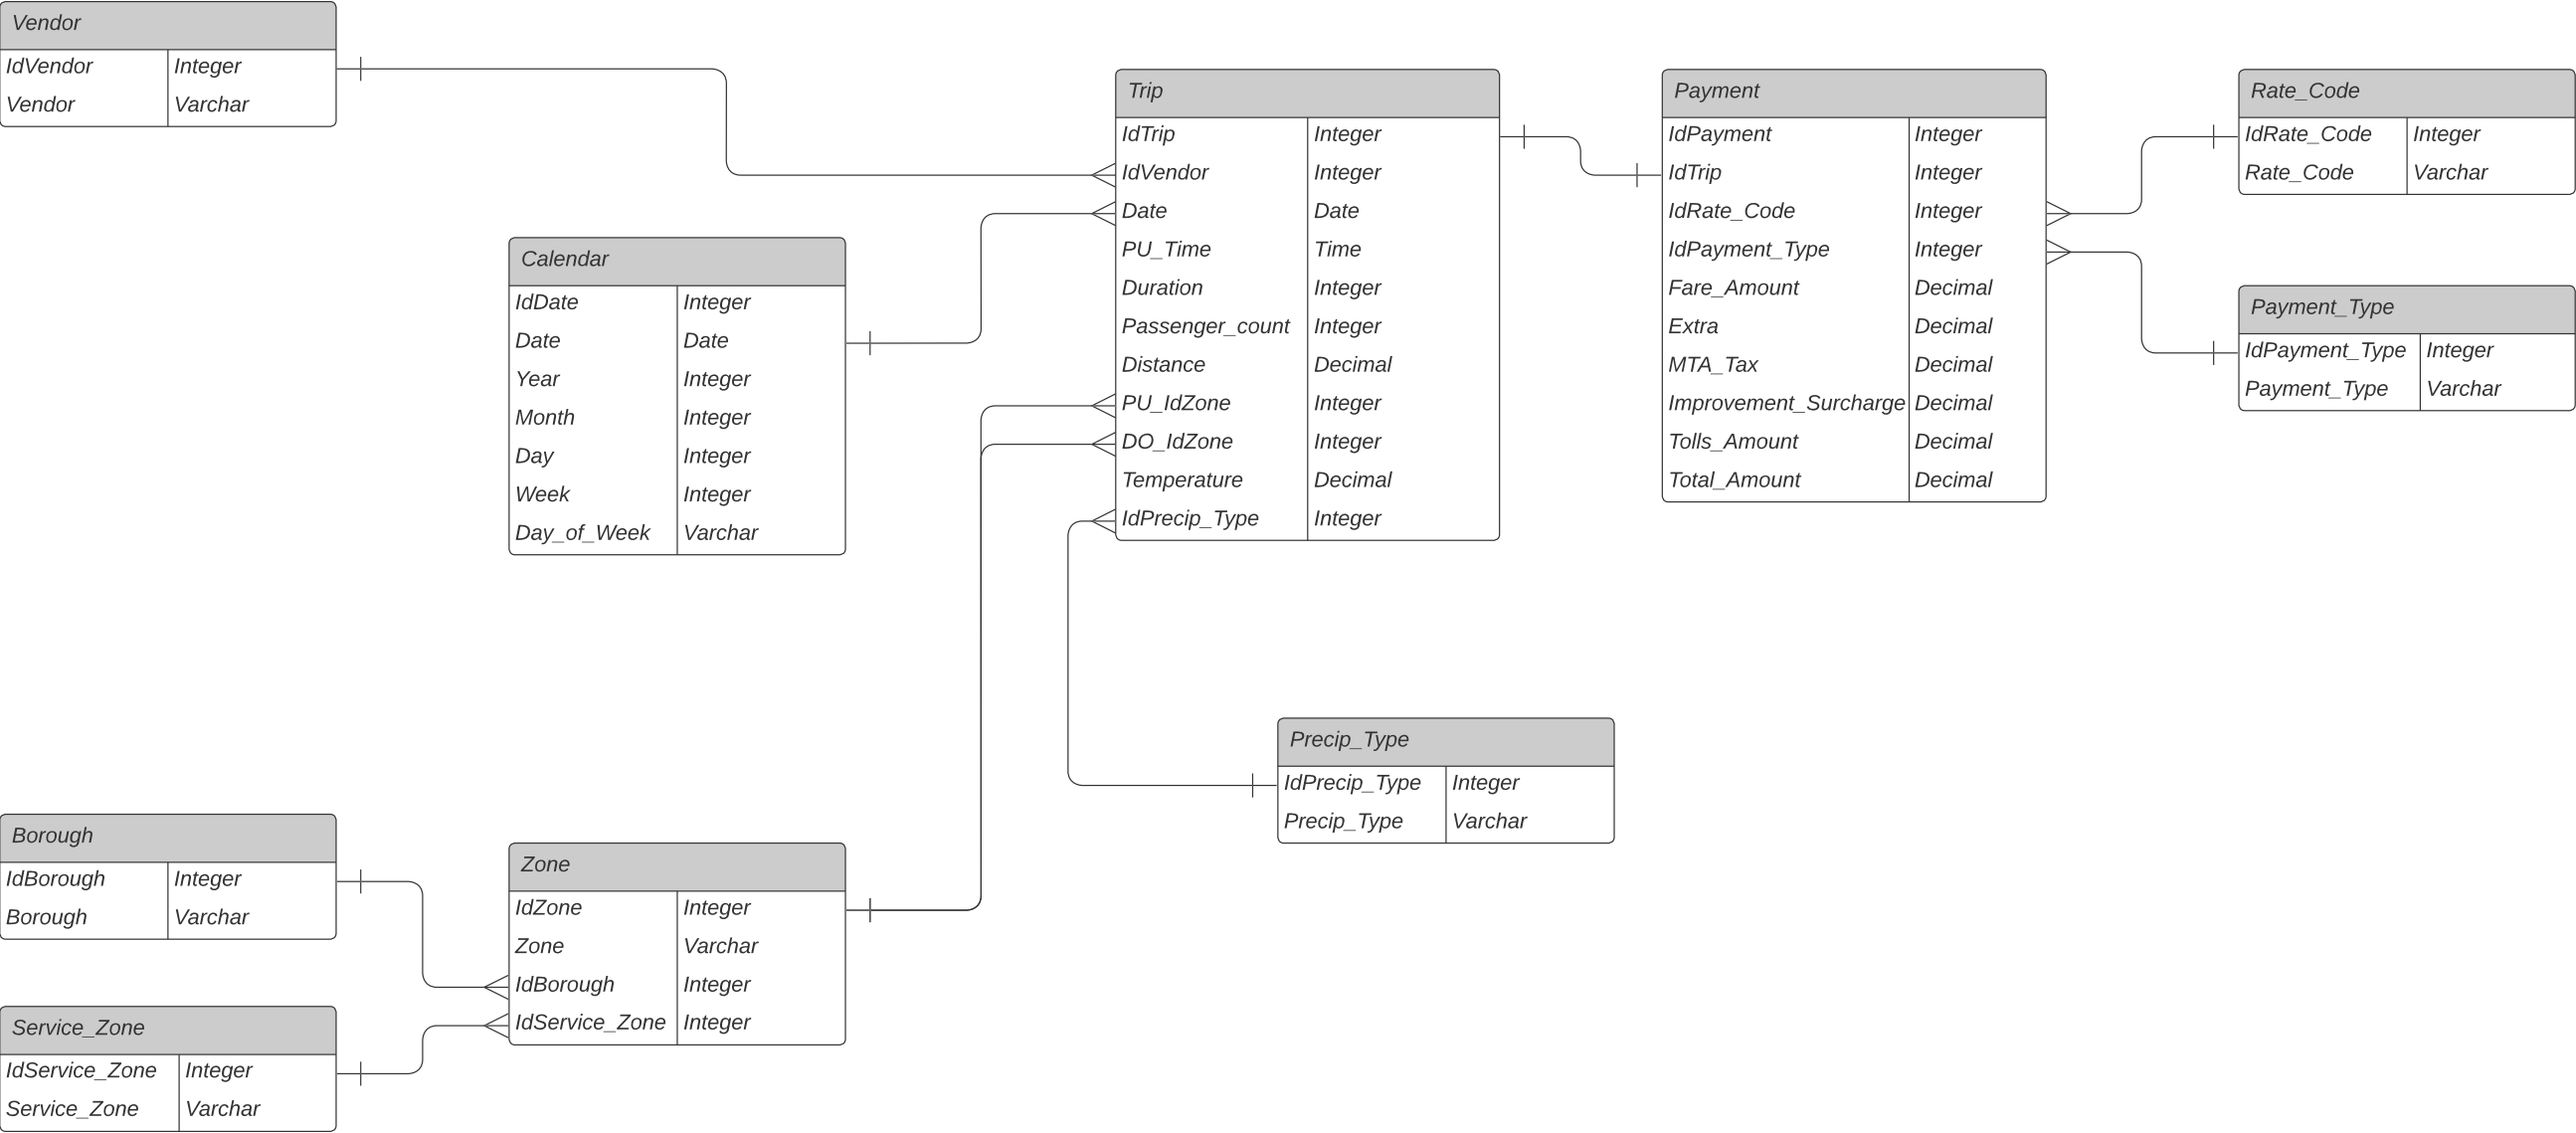 Vendor
IdVendor Integer
Vendor Varchar
Calendar
IdDate Integer
Date Date
Year Integer
Month Integer
Day Integer
Week Integer
Day_of_Week Varchar
Trip
IdTrip Integer
IdVendor Integer
Date Date
PU_Time Time
Duration Integer
Passenger_count Integer
Distance Decimal
PU_IdZone Integer
DO_IdZone Integer
Temperature Decimal
IdPrecip_Type Integer
Payment
IdPayment Integer
IdTrip Integer
IdRate_Code Integer
IdPayment_Type Integer
Fare_Amount Decimal
Extra Decimal
MTA_Tax Decimal
Improvement_Surcharge Decimal
Tolls_Amount Decimal
Total_Amount Decimal
Rate_Code
IdRate_Code Integer
Rate_Code Varchar
Payment_Type
IdPayment_Type Integer
Payment_Type Varchar
Precip_Type
IdPrecip_Type Integer
Precip_Type Varchar
Borough
IdBorough Integer
Borough Varchar
Zone
IdZone Integer
Zone Varchar
IdBorough Integer
IdService_Zone Integer
Service_Zone
IdService_Zone Integer
Service_Zone Varchar